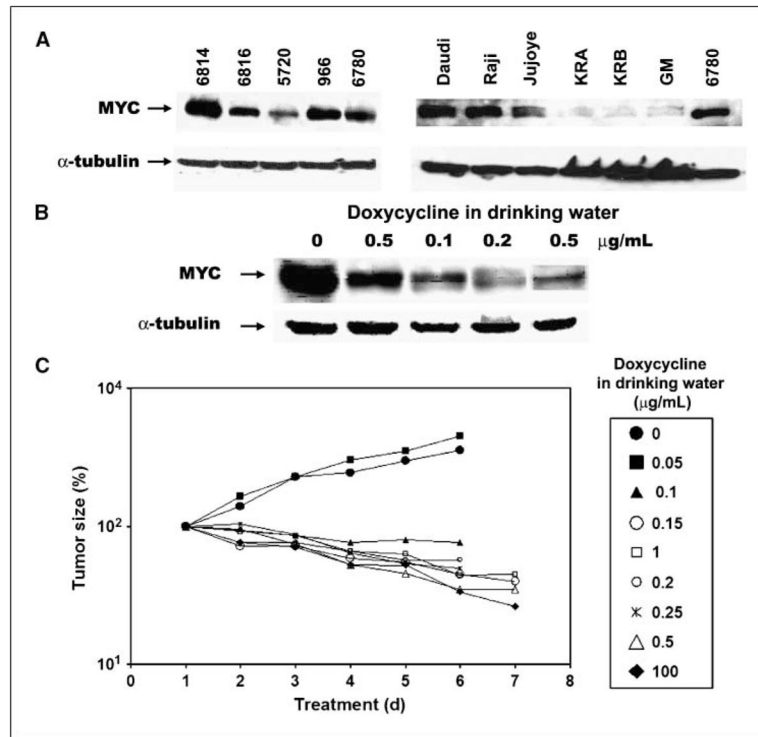 A
6814 6816 5720 966 6780 Daudi Raji Jujoye KRA KRB GM 6780
MYC
α-tubulin
B
Doxycycline in drinking water
0 0.5 0.1 0.2 0.5 μg/mL
MYC
α-tubulin
C
Doxycycline
in drinking water
(μg/mL)
0
0.05
0.1
0.15
1
0.2
0.25
0.5
100
Tumor size (%)
10⁴
10²
10¹
0 1 2 3 4 5 6 7 8
Treatment (d)